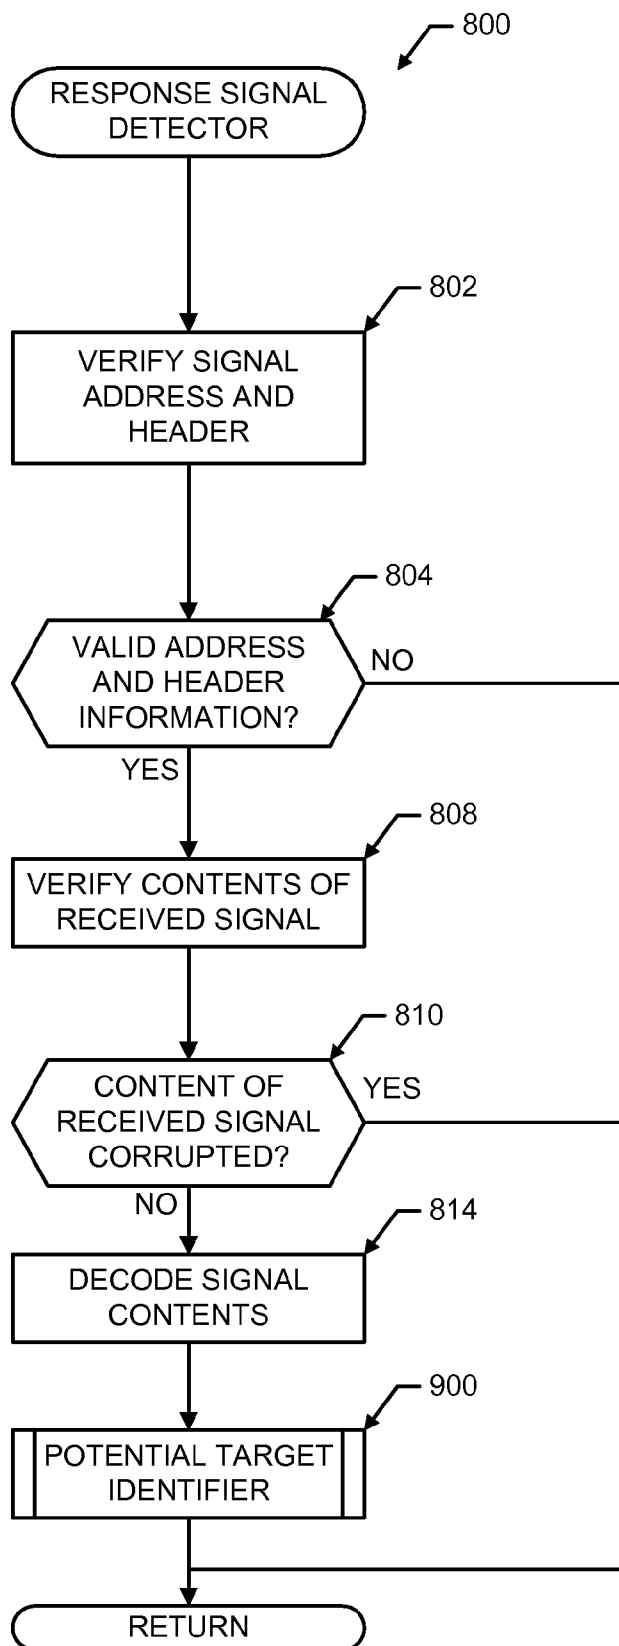 800
RESPONSE SIGNAL
DETECTOR
802
VERIFY SIGNAL
ADDRESS AND
HEADER
804
VALID ADDRESS
AND HEADER
INFORMATION?
NO
YES
808
VERIFY CONTENTS OF
RECEIVED SIGNAL
810
CONTENT OF
RECEIVED SIGNAL
CORRUPTED?
YES
NO
814
DECODE SIGNAL
CONTENTS
900
POTENTIAL TARGET
IDENTIFIER
RETURN